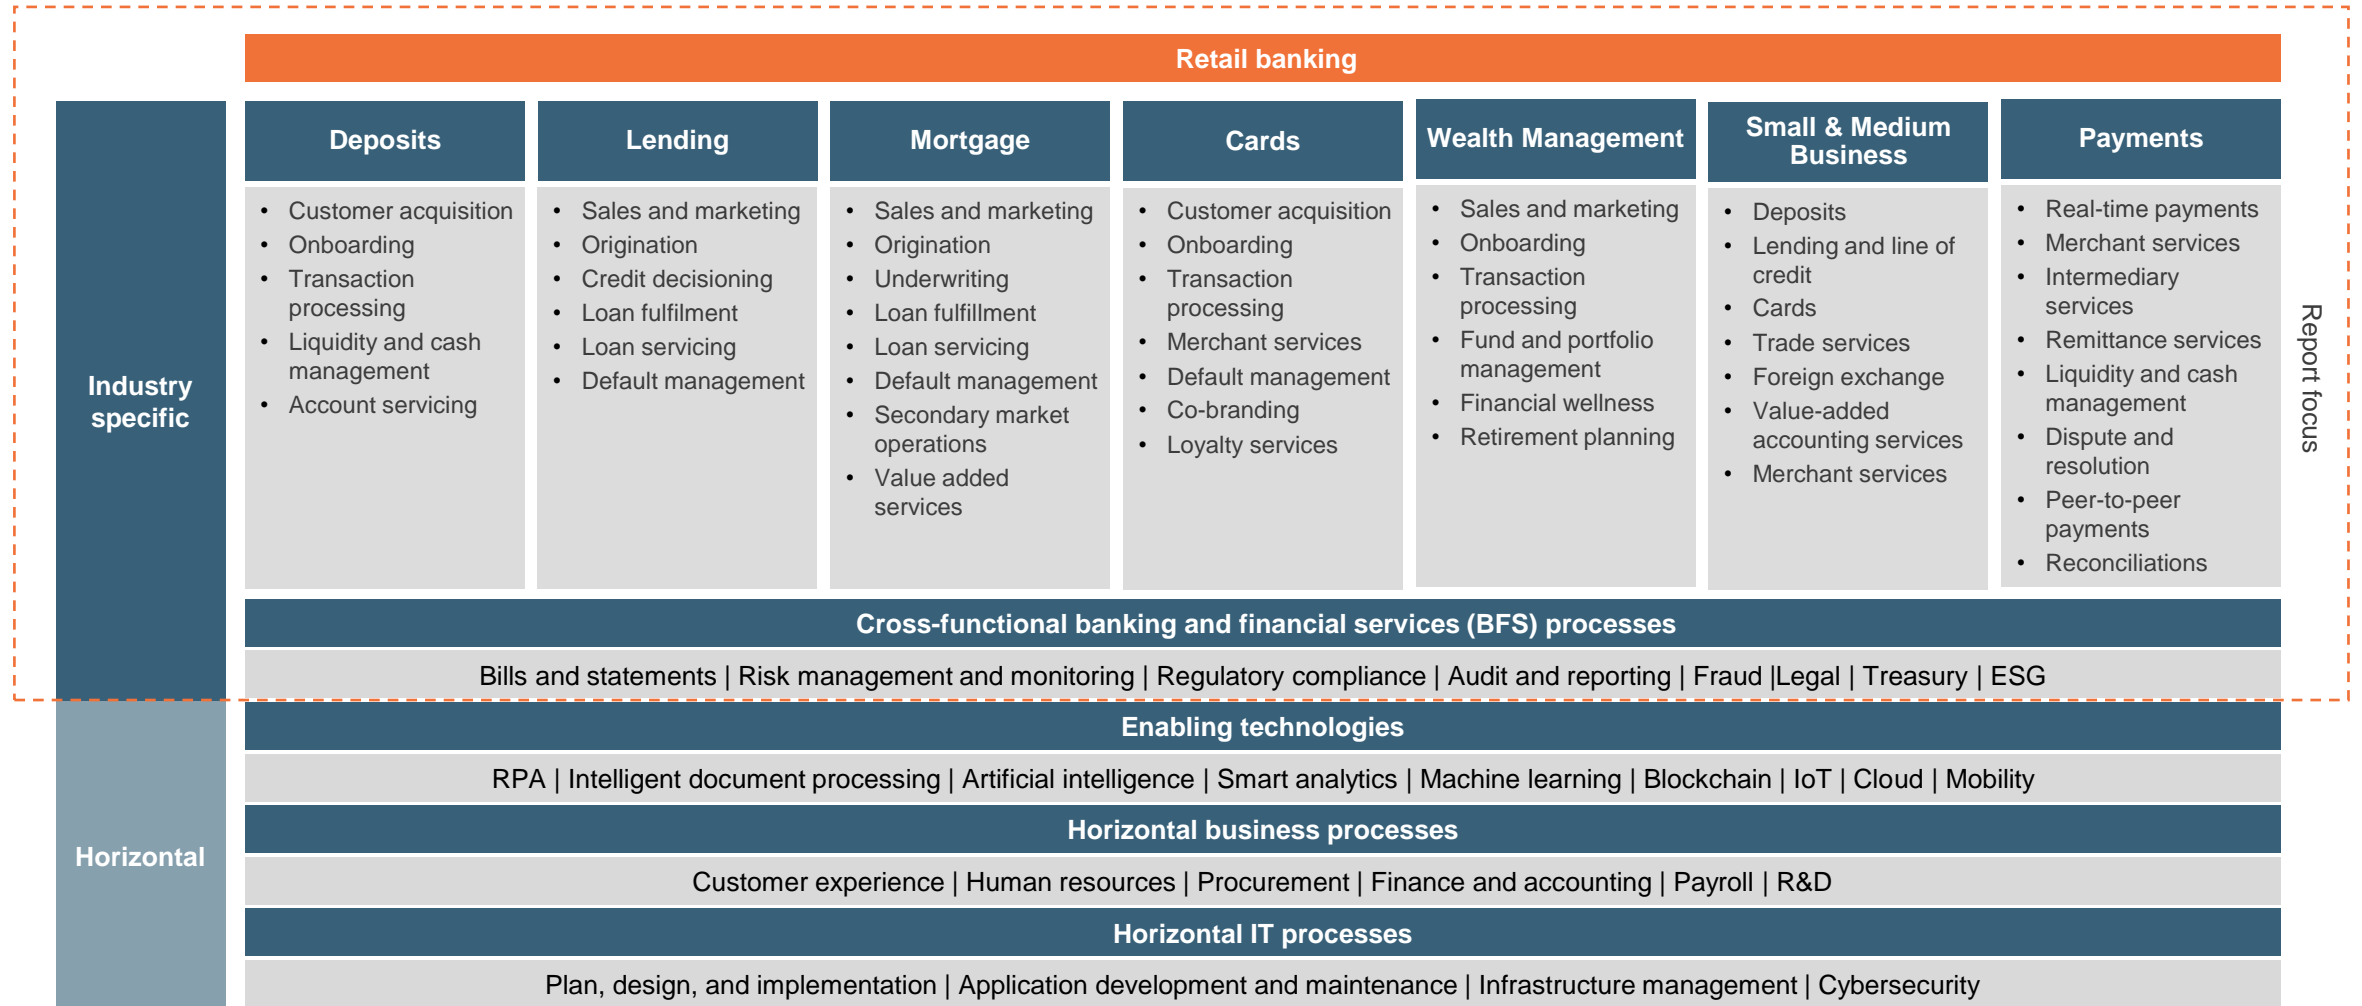 Retail banking
Industry
specific
Deposits
• Customer acquisition
• Onboarding
• Transaction
processing
• Liquidity and cash
management
• Account servicing
Lending
• Sales and marketing
• Origination
• Credit decisioning
• Loan fulfilment
• Loan servicing
• Default management
Mortgage
• Sales and marketing
• Origination
• Underwriting
• Loan fulfillment
• Loan servicing
• Default management
• Secondary market
operations
• Value added
services
Cards
• Customer acquisition
• Onboarding
• Transaction
processing
• Merchant services
• Default management
• Co-branding
• Loyalty services
Wealth Management
• Sales and marketing
• Onboarding
• Transaction
processing
• Fund and portfolio
management
• Financial wellness
• Retirement planning
Small & Medium
Business
• Deposits
• Lending and line of
credit
• Cards
• Trade services
• Foreign exchange
• Value-added
accounting services
• Merchant services
Payments
• Real-time payments
• Merchant services
• Intermediary
services
• Remittance services
• Liquidity and cash
management
• Dispute and
resolution
• Peer-to-peer
payments
• Reconciliations
Report focus
Cross-functional banking and financial services (BFS) processes
Bills and statements | Risk management and monitoring | Regulatory compliance | Audit and reporting | Fraud |Legal | Treasury | ESG
Horizontal
Enabling technologies
RPA | Intelligent document processing | Artificial intelligence | Smart analytics | Machine learning | Blockchain | IoT | Cloud | Mobility
Horizontal business processes
Customer experience | Human resources | Procurement | Finance and accounting | Payroll | R&D
Horizontal IT processes
Plan, design, and implementation | Application development and maintenance | Infrastructure management | Cybersecurity